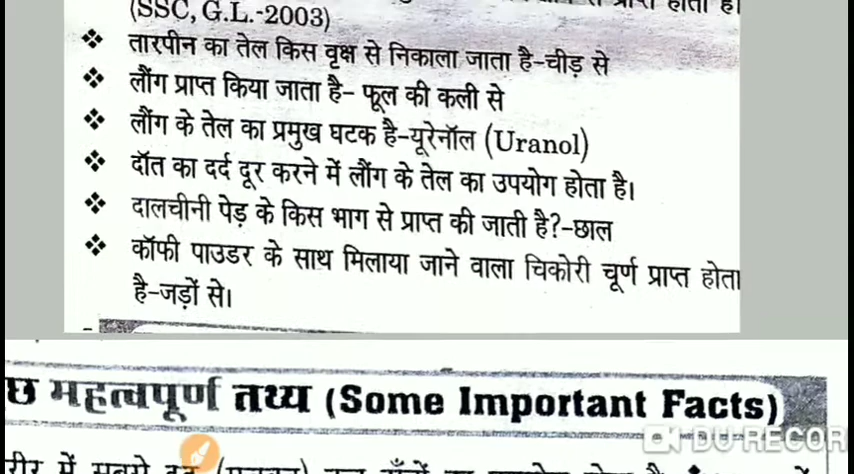 प्राप्त होता है।
(SSC, G.L.-2003)
❖ तारपीन का तेल किस वृक्ष से निकाला जाता है-चीड़ से
❖ लौंग प्राप्त किया जाता है- फूल की कली से
❖ लौंग के तेल का प्रमुख घटक है-यूरेनॉल (Uranol)
❖ दाँत का दर्द दूर करने में लौंग के तेल का उपयोग होता है।
❖ दालचीनी पेड़ के किस भाग से प्राप्त की जाती है?-छाल
❖ कॉफी पाउडर के साथ मिलाया जाने वाला चिकोरी चूर्ण प्राप्त होता
है-जड़ों से।
छ महत्वपूर्ण तथ्य (Some Important Facts)
DU RECOR
में सबसे